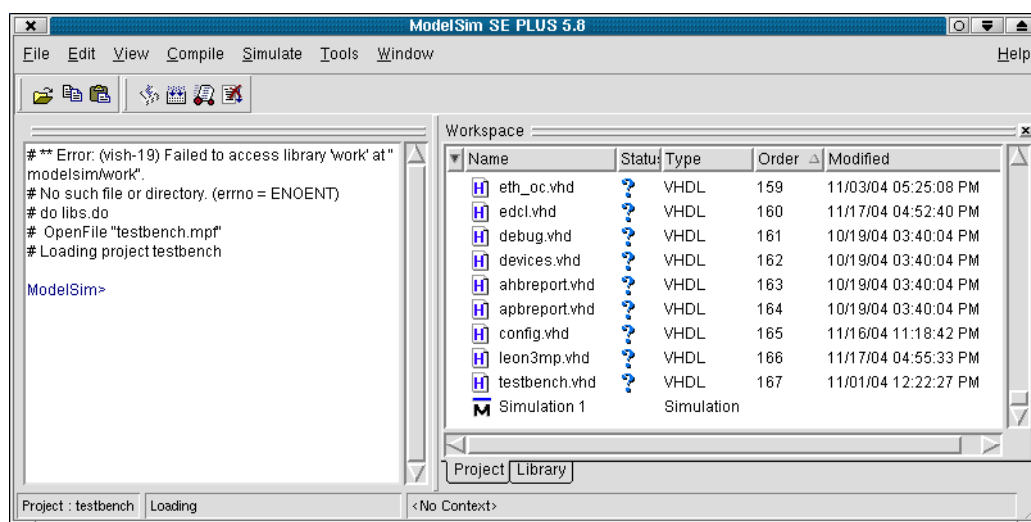 ModelSim SE PLUS 5.8
File Edit View Compile Simulate Tools Window Help
# ** Error: (vish-19) Failed to access library 'work' at "
modelsim/work".
# No such file or directory. (errno = ENOENT)
# do libs.do
# OpenFile "testbench.mpf"
# Loading project testbench
ModelSim>
Workspace
Name Status Type Order Modified
eth_oc.vhd ? VHDL 159 11/03/04 05:25:08 PM
edcl.vhd ? VHDL 160 11/17/04 04:52:40 PM
debug.vhd ? VHDL 161 10/19/04 03:40:04 PM
devices.vhd ? VHDL 162 10/19/04 03:40:04 PM
ahbreport.vhd ? VHDL 163 10/19/04 03:40:04 PM
apbreport.vhd ? VHDL 164 10/19/04 03:40:04 PM
config.vhd ? VHDL 165 11/16/04 11:18:42 PM
leon3mp.vhd ? VHDL 166 11/17/04 04:55:33 PM
testbench.vhd ? VHDL 167 11/01/04 12:22:27 PM
Simulation 1 Simulation
Project Library
Project : testbench Loading <No Context>